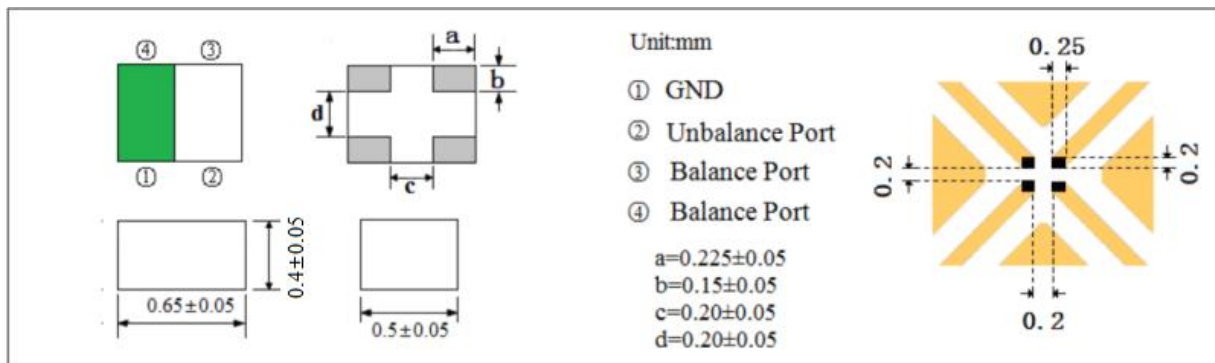 ④ ③
① ②
a
b
d
c
0.65±0.05
0.4±0.05
0.5±0.05
Unit:mm
① GND
② Unbalance Port
③ Balance Port
④ Balance Port
a=0.225±0.05
b=0.15±0.05
c=0.20±0.05
d=0.20±0.05
0.25
0.2
0.2
0.2